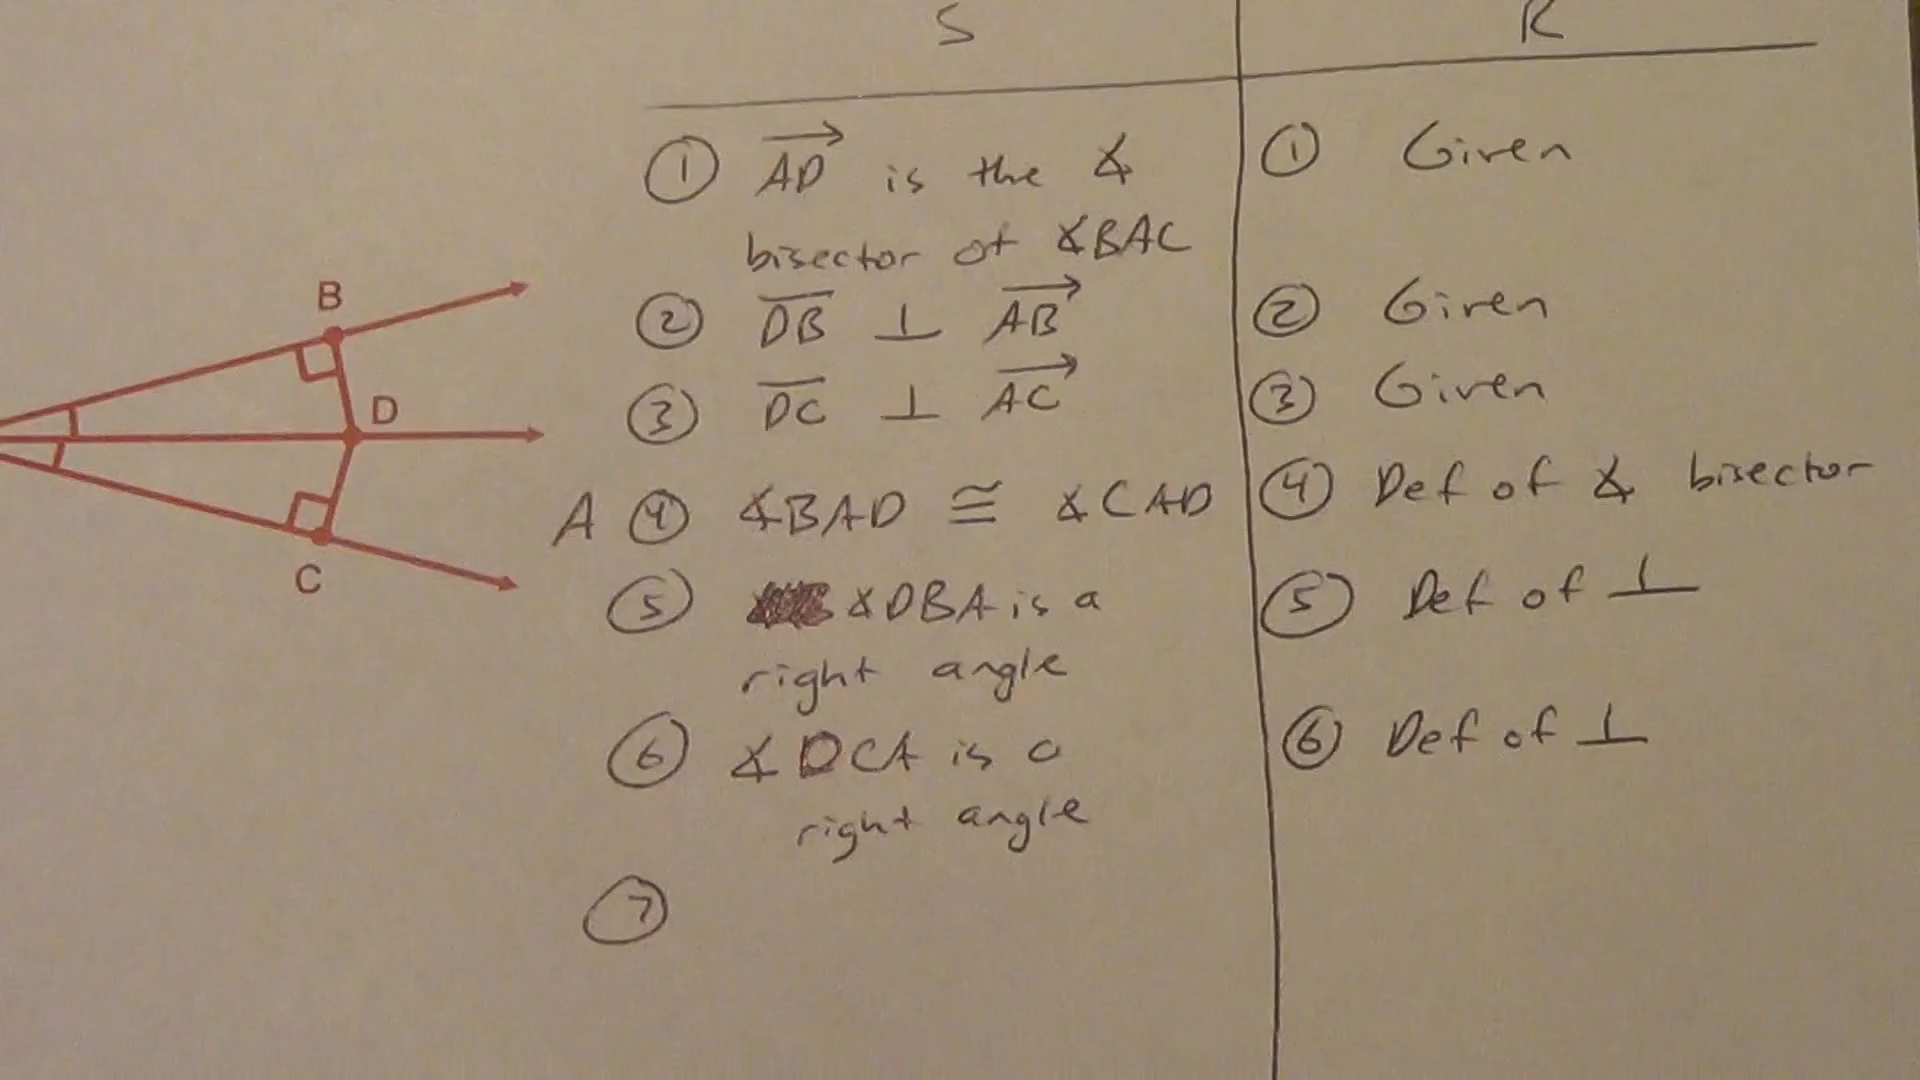 S R
① AD is the ∡ ① Given
bisector of ∡BAC
② DB ⊥ AB ② Given
③ DC ⊥ AC ③ Given
A ④ ∡BAD ≅ ∡CAD ④ Def of ∡ bisector
⑤ ∡DBA is a ⑤ Def of ⊥
right angle
⑥ ∡DCA is a ⑥ Def of ⊥
right angle
⑦
B
D
C